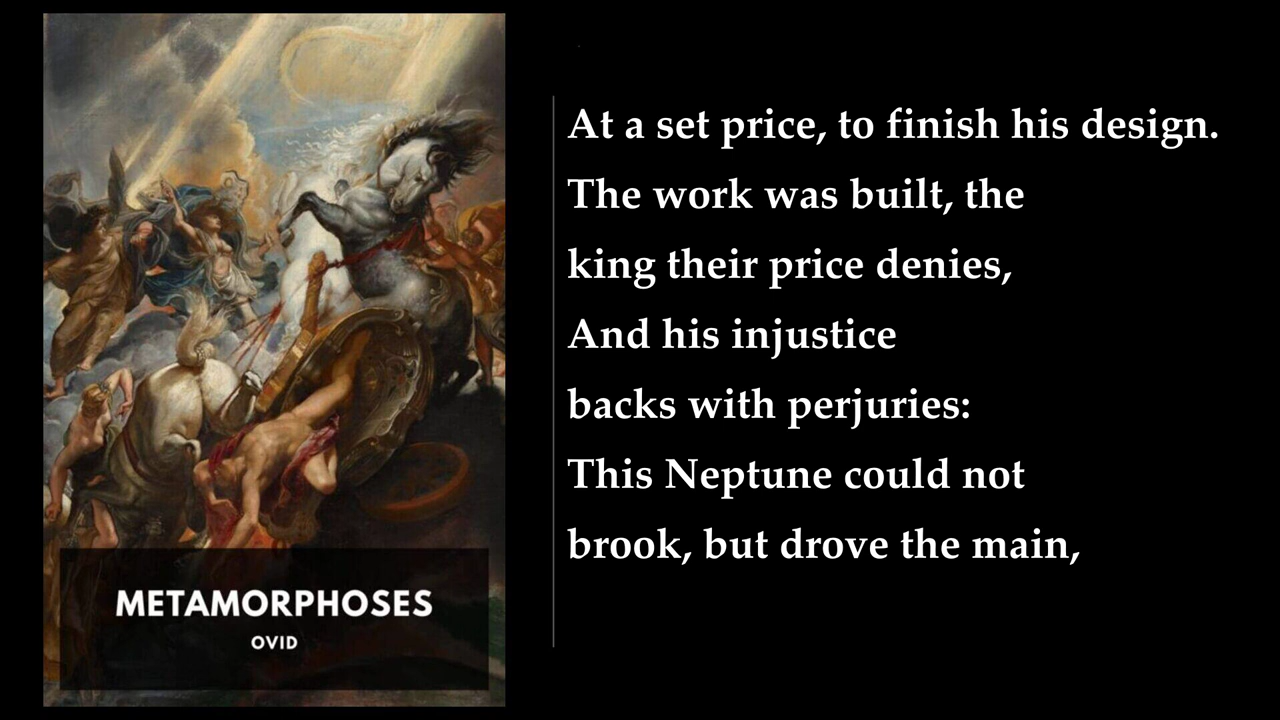 METAMORPHOSES
OVID
At a set price, to finish his design.
The work was built, the
king their price denies,
And his injustice
backs with perjuries:
This Neptune could not
brook, but drove the main,